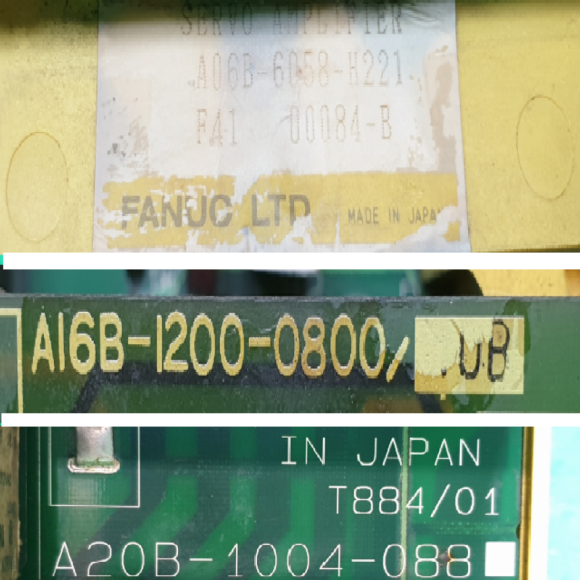 SERVO AMPLIFIER
A06B-6058-H221
F41 00084-B
FANUC LTD MADE IN JAPAN
A16B-1200-0800/ .0B
IN JAPAN
T884/01
A20B-1004-088